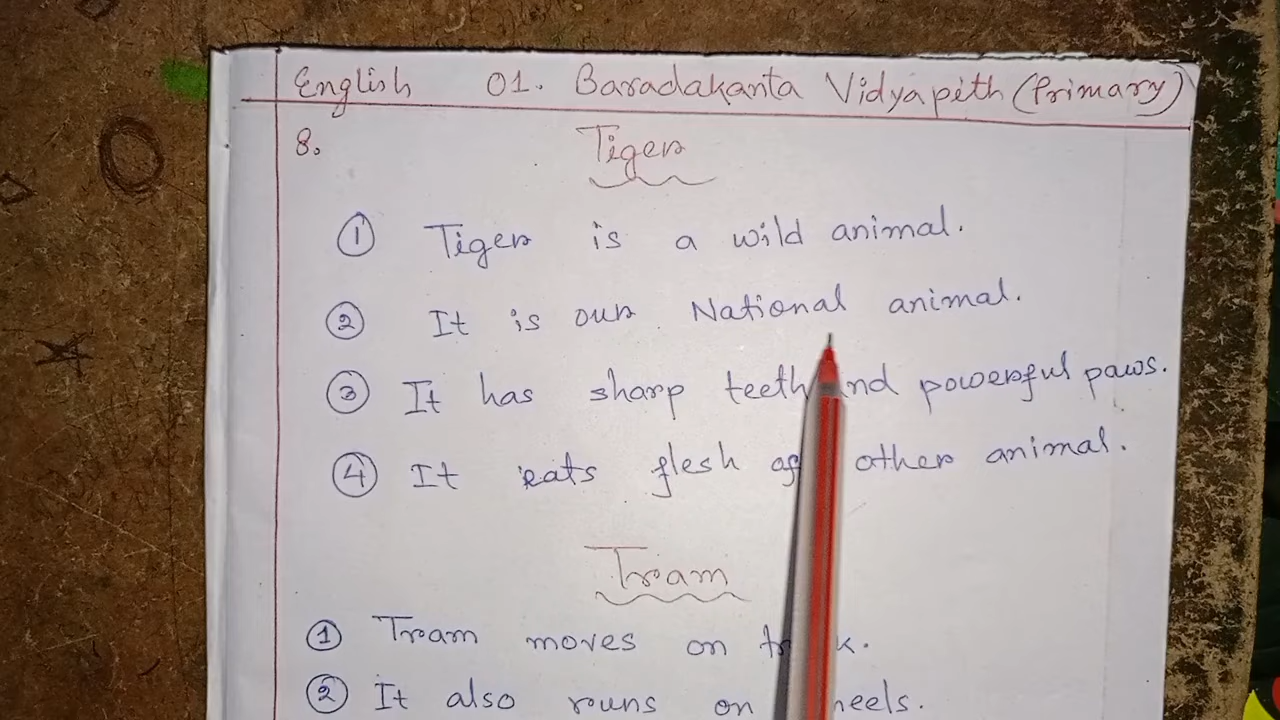 English 01. Baradakanta Vidyapith (Primary)
8. Tiger
① Tiger is a wild animal.
② It is our National animal.
③ It has sharp teeth and powerful paws.
④ It eats flesh of other animal.
Tram
① Tram moves on
② It also runs on